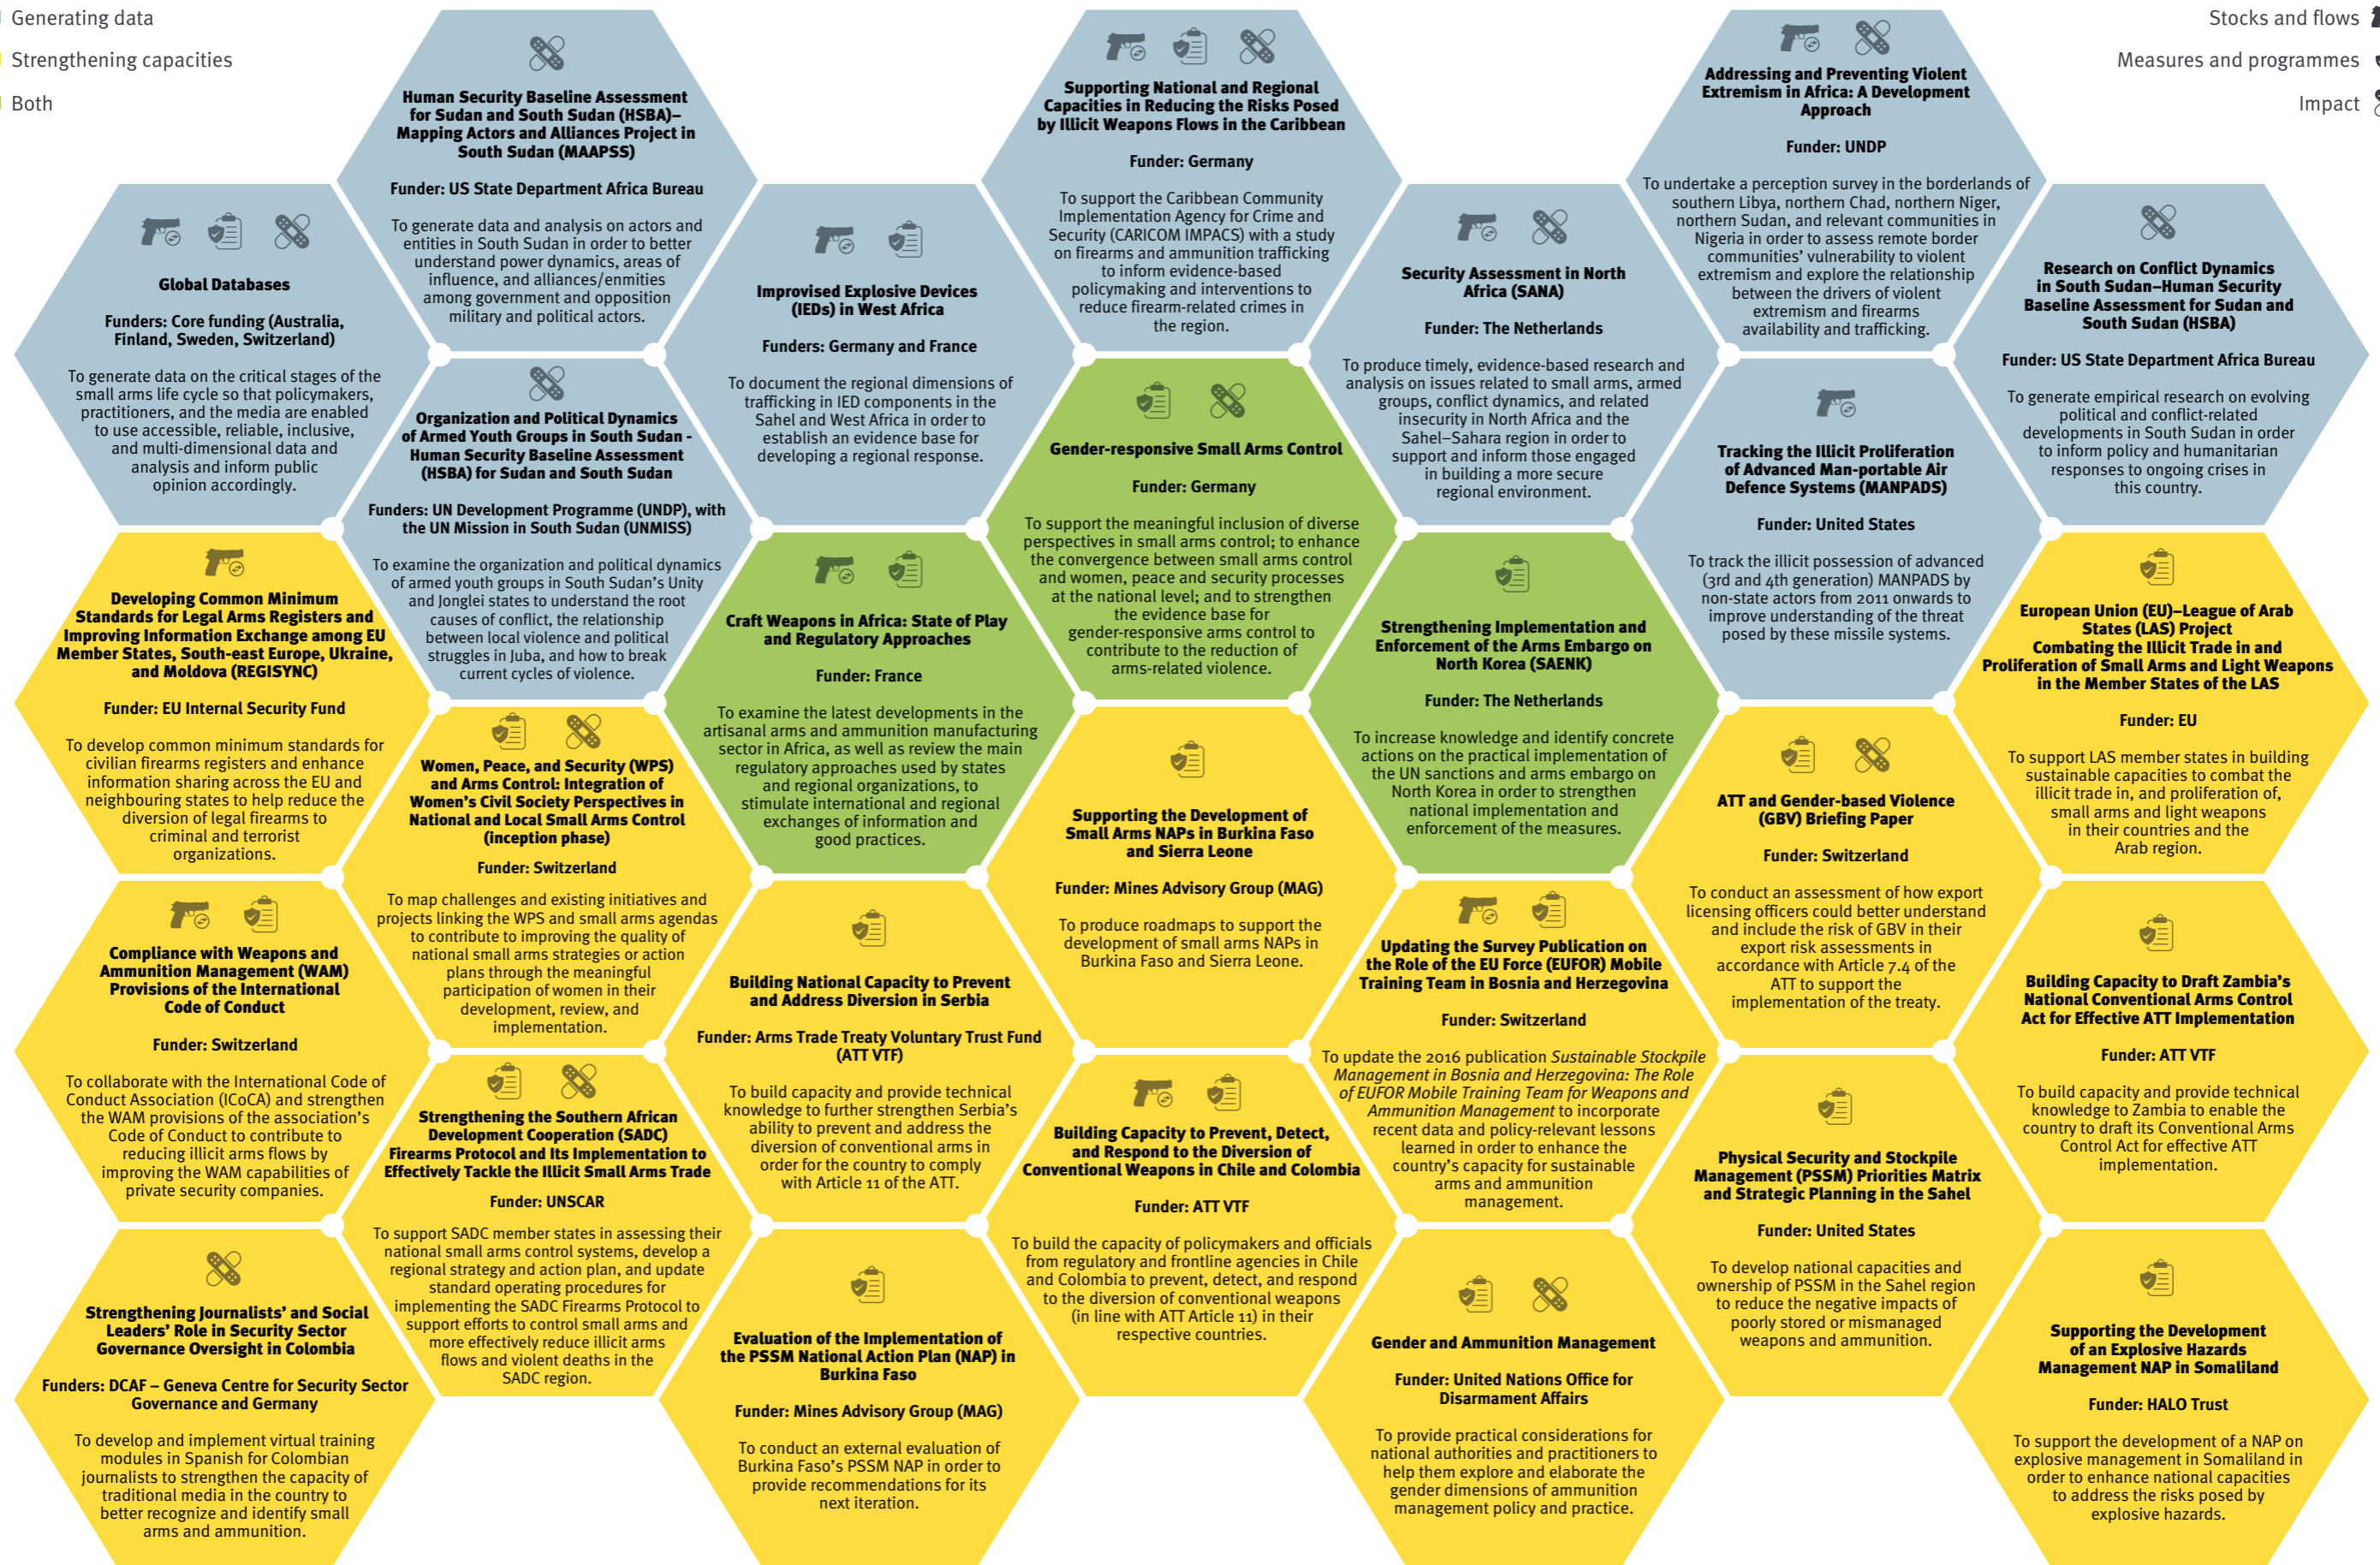 Generating data
Strengthening capacities
Both
Stocks and flows
Measures and programmes
Impact
Human Security Baseline Assessment
for Sudan and South Sudan (HSBA)–
Mapping Actors and Alliances Project in
South Sudan (MAAPSS)
Funder: US State Department Africa Bureau
To generate data and analysis on actors and
entities in South Sudan in order to better
understand power dynamics, areas of
influence, and alliances/enmities
among government and opposition
military and political actors.
Supporting National and Regional
Capacities in Reducing the Risks Posed
by Illicit Weapons Flows in the Caribbean
Funder: Germany
To support the Caribbean Community
Implementation Agency for Crime and
Security (CARICOM IMPACS) with a study
on firearms and ammunition trafficking
to inform evidence-based
policymaking and interventions to
reduce firearm-related crimes in
the region.
Addressing and Preventing Violent
Extremism in Africa: A Development
Approach
Funder: UNDP
To undertake a perception survey in the borderlands of
southern Libya, northern Chad, northern Niger,
northern Sudan, and relevant communities in
Nigeria in order to assess remote border
communities’ vulnerability to violent
extremism and explore the relationship
between the drivers of violent
extremism and firearms
availability and trafficking.
Global Databases
Funders: Core funding (Australia,
Finland, Sweden, Switzerland)
To generate data on the critical stages of the
small arms life cycle so that policymakers,
practitioners, and the media are enabled
to use accessible, reliable, inclusive,
and multi-dimensional data and
analysis and inform public
opinion accordingly.
Improvised Explosive Devices
(IEDs) in West Africa
Funders: Germany and France
To document the regional dimensions of
trafficking in IED components in the
Sahel and West Africa in order to
establish an evidence base for
developing a regional response.
Security Assessment in North
Africa (SANA)
Funder: The Netherlands
To produce timely, evidence-based research and
analysis on issues related to small arms, armed
groups, conflict dynamics, and related
insecurity in North Africa and the
Sahel–Sahara region in order to
support and inform those engaged
in building a more secure
regional environment.
Research on Conflict Dynamics
in South Sudan–Human Security
Baseline Assessment for Sudan and
South Sudan (HSBA)
Funder: US State Department Africa Bureau
To generate empirical research on evolving
political and conflict-related
developments in South Sudan in order
to inform policy and humanitarian
responses to ongoing crises in
this country.
Organization and Political Dynamics
of Armed Youth Groups in South Sudan -
Human Security Baseline Assessment
(HSBA) for Sudan and South Sudan
Funders: UN Development Programme (UNDP), with
the UN Mission in South Sudan (UNMISS)
To examine the organization and political dynamics
of armed youth groups in South Sudan’s Unity
and Jonglei states to understand the root
causes of conflict, the relationship
between local violence and political
struggles in Juba, and how to break
current cycles of violence.
Gender-responsive Small Arms Control
Funder: Germany
To support the meaningful inclusion of diverse
perspectives in small arms control; to enhance
the convergence between small arms control
and women, peace and security processes
at the national level; and to strengthen
the evidence base for
gender-responsive arms control to
contribute to the reduction of
arms-related violence.
Tracking the Illicit Proliferation
of Advanced Man-portable Air
Defence Systems (MANPADS)
Funder: United States
To track the illicit possession of advanced
(3rd and 4th generation) MANPADS by
non-state actors from 2011 onwards to
improve understanding of the threat
posed by these missile systems.
Developing Common Minimum
Standards for Legal Arms Registers and
Improving Information Exchange among EU
Member States, South-east Europe, Ukraine,
and Moldova (REGISYNC)
Funder: EU Internal Security Fund
To develop common minimum standards for
civilian firearms registers and enhance
information sharing across the EU and
neighbouring states to help reduce the
diversion of legal firearms to
criminal and terrorist
organizations.
Craft Weapons in Africa: State of Play
and Regulatory Approaches
Funder: France
To examine the latest developments in the
artisanal arms and ammunition manufacturing
sector in Africa, as well as review the main
regulatory approaches used by states
and regional organizations, to
stimulate international and regional
exchanges of information and
good practices.
Strengthening Implementation and
Enforcement of the Arms Embargo on
North Korea (SAENK)
Funder: The Netherlands
To increase knowledge and identify concrete
actions on the practical implementation of
the UN sanctions and arms embargo on
North Korea in order to strengthen
national implementation and
enforcement of the measures.
European Union (EU)–League of Arab
States (LAS) Project
Combating the Illicit Trade in and
Proliferation of Small Arms and Light Weapons
in the Member States of the LAS
Funder: EU
To support LAS member states in building
sustainable capacities to combat the
illicit trade in, and proliferation of,
small arms and light weapons
in their countries and the
Arab region.
Women, Peace, and Security (WPS)
and Arms Control: Integration of
Women’s Civil Society Perspectives in
National and Local Small Arms Control
(inception phase)
Funder: Switzerland
To map challenges and existing initiatives and
projects linking the WPS and small arms agendas
to contribute to improving the quality of
national small arms strategies or action
plans through the meaningful
participation of women in their
development, review, and
implementation.
Supporting the Development of
Small Arms NAPs in Burkina Faso
and Sierra Leone
Funder: Mines Advisory Group (MAG)
To produce roadmaps to support the
development of small arms NAPs in
Burkina Faso and Sierra Leone.
ATT and Gender-based Violence
(GBV) Briefing Paper
Funder: Switzerland
To conduct an assessment of how export
licensing officers could better understand
and include the risk of GBV in their
export risk assessments in
accordance with Article 7.4 of the
ATT to support the
implementation of the treaty.
Compliance with Weapons and
Ammunition Management (WAM)
Provisions of the International
Code of Conduct
Funder: Switzerland
To collaborate with the International Code of
Conduct Association (ICoCA) and strengthen
the WAM provisions of the association’s
Code of Conduct to contribute to
reducing illicit arms flows by
improving the WAM capabilities of
private security companies.
Building National Capacity to Prevent
and Address Diversion in Serbia
Funder: Arms Trade Treaty Voluntary Trust Fund
(ATT VTF)
To build capacity and provide technical
knowledge to further strengthen Serbia’s
ability to prevent and address the
diversion of conventional arms in
order for the country to comply
with Article 11 of the ATT.
Updating the Survey Publication on
the Role of the EU Force (EUFOR) Mobile
Training Team in Bosnia and Herzegovina
Funder: Switzerland
To update the 2016 publication Sustainable Stockpile
Management in Bosnia and Herzegovina: The Role
of EUFOR Mobile Training Team for Weapons and
Ammunition Management to incorporate
recent data and policy-relevant lessons
learned in order to enhance the
country’s capacity for sustainable
arms and ammunition
management.
Building Capacity to Draft Zambia’s
National Conventional Arms Control
Act for Effective ATT Implementation
Funder: ATT VTF
To build capacity and provide technical
knowledge to Zambia to enable the
country to draft its Conventional Arms
Control Act for effective ATT
implementation.
Strengthening the Southern African
Development Cooperation (SADC)
Firearms Protocol and Its Implementation to
Effectively Tackle the Illicit Small Arms Trade
Funder: UNSCAR
To support SADC member states in assessing their
national small arms control systems, develop a
regional strategy and action plan, and update
standard operating procedures for
implementing the SADC Firearms Protocol to
support efforts to control small arms and
more effectively reduce illicit arms
flows and violent deaths in the
SADC region.
Building Capacity to Prevent, Detect,
and Respond to the Diversion of
Conventional Weapons in Chile and Colombia
Funder: ATT VTF
To build the capacity of policymakers and officials
from regulatory and frontline agencies in Chile
and Colombia to prevent, detect, and respond
to the diversion of conventional weapons
(in line with ATT Article 11) in their
respective countries.
Physical Security and Stockpile
Management (PSSM) Priorities Matrix
and Strategic Planning in the Sahel
Funder: United States
To develop national capacities and
ownership of PSSM in the Sahel region
to reduce the negative impacts of
poorly stored or mismanaged
weapons and ammunition.
Strengthening Journalists’ and Social
Leaders’ Role in Security Sector
Governance Oversight in Colombia
Funders: DCAF – Geneva Centre for Security Sector
Governance and Germany
To develop and implement virtual training
modules in Spanish for Colombian
journalists to strengthen the capacity of
traditional media in the country to
better recognize and identify small
arms and ammunition.
Evaluation of the Implementation of
the PSSM National Action Plan (NAP) in
Burkina Faso
Funder: Mines Advisory Group (MAG)
To conduct an external evaluation of
Burkina Faso’s PSSM NAP in order to
provide recommendations for its
next iteration.
Gender and Ammunition Management
Funder: United Nations Office for
Disarmament Affairs
To provide practical considerations for
national authorities and practitioners to
help them explore and elaborate the
gender dimensions of ammunition
management policy and practice.
Supporting the Development
of an Explosive Hazards
Management NAP in Somaliland
Funder: HALO Trust
To support the development of a NAP on
explosive management in Somaliland in
order to enhance national capacities
to address the risks posed by
explosive hazards.